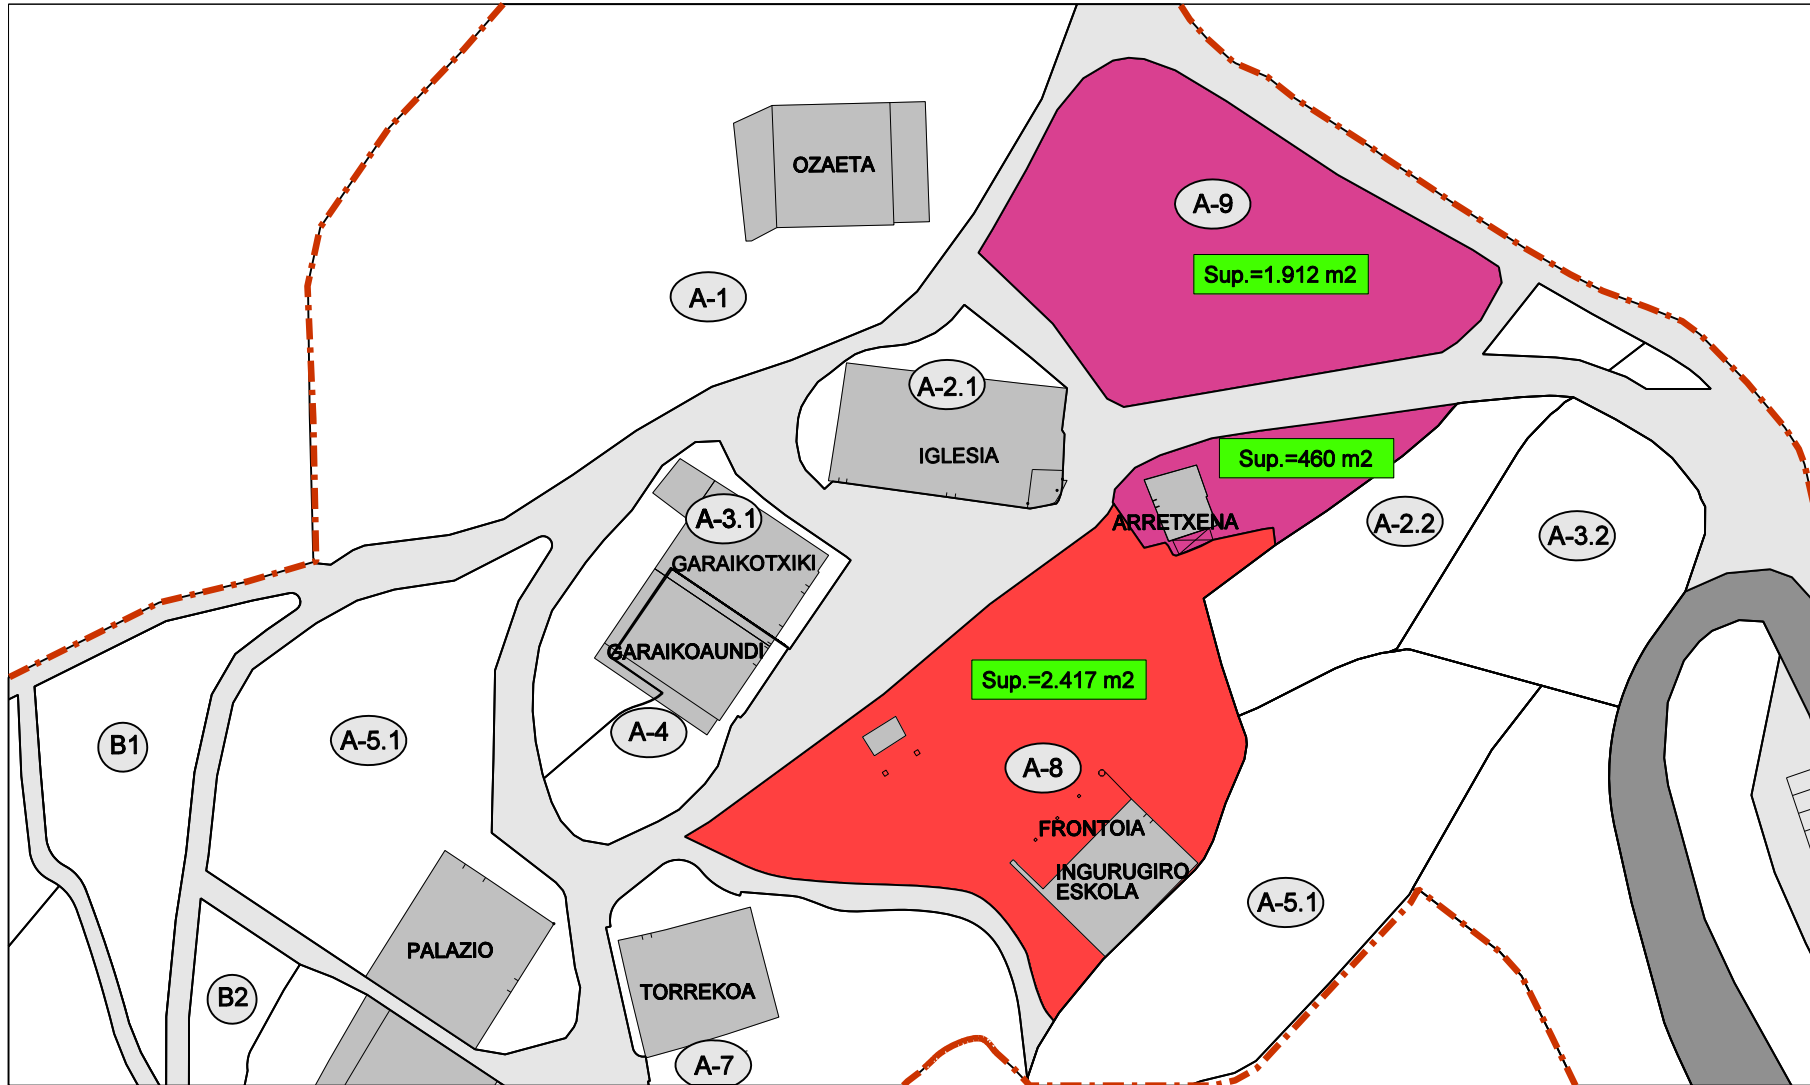 OZAETA
A-9
Sup.=1.912 m2
A-1
A-2.1
IGLESIA
Sup.=460 m2
A-3.1
ARRETXENA
A-2.2
A-3.2
GARAIKOTXIKI
GARAIKOAUNDI
Sup.=2.417 m2
B1
A-5.1
A-4
A-8
FRONTOIA
INGURUGIRO
ESKOLA
A-5.1
PALAZIO
B2
TORREKOA
A-7